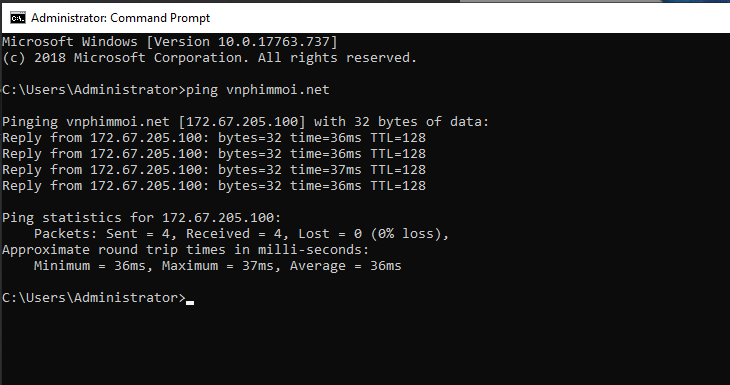 Administrator: Command Prompt
Microsoft Windows [Version 10.0.17763.737]
(c) 2018 Microsoft Corporation. All rights reserved.
C:\Users\Administrator>ping vnphimmoi.net
Pinging vnphimmoi.net [172.67.205.100] with 32 bytes of data:
Reply from 172.67.205.100: bytes=32 time=36ms TTL=128
Reply from 172.67.205.100: bytes=32 time=36ms TTL=128
Reply from 172.67.205.100: bytes=32 time=37ms TTL=128
Reply from 172.67.205.100: bytes=32 time=36ms TTL=128
Ping statistics for 172.67.205.100:
    Packets: Sent = 4, Received = 4, Lost = 0 (0% loss),
Approximate round trip times in milli-seconds:
    Minimum = 36ms, Maximum = 37ms, Average = 36ms
C:\Users\Administrator>